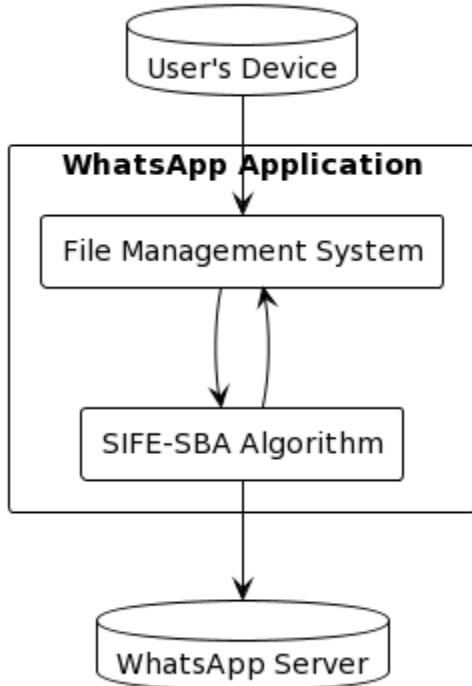 User's Device
WhatsApp Application
File Management System
SIFE-SBA Algorithm
WhatsApp Server